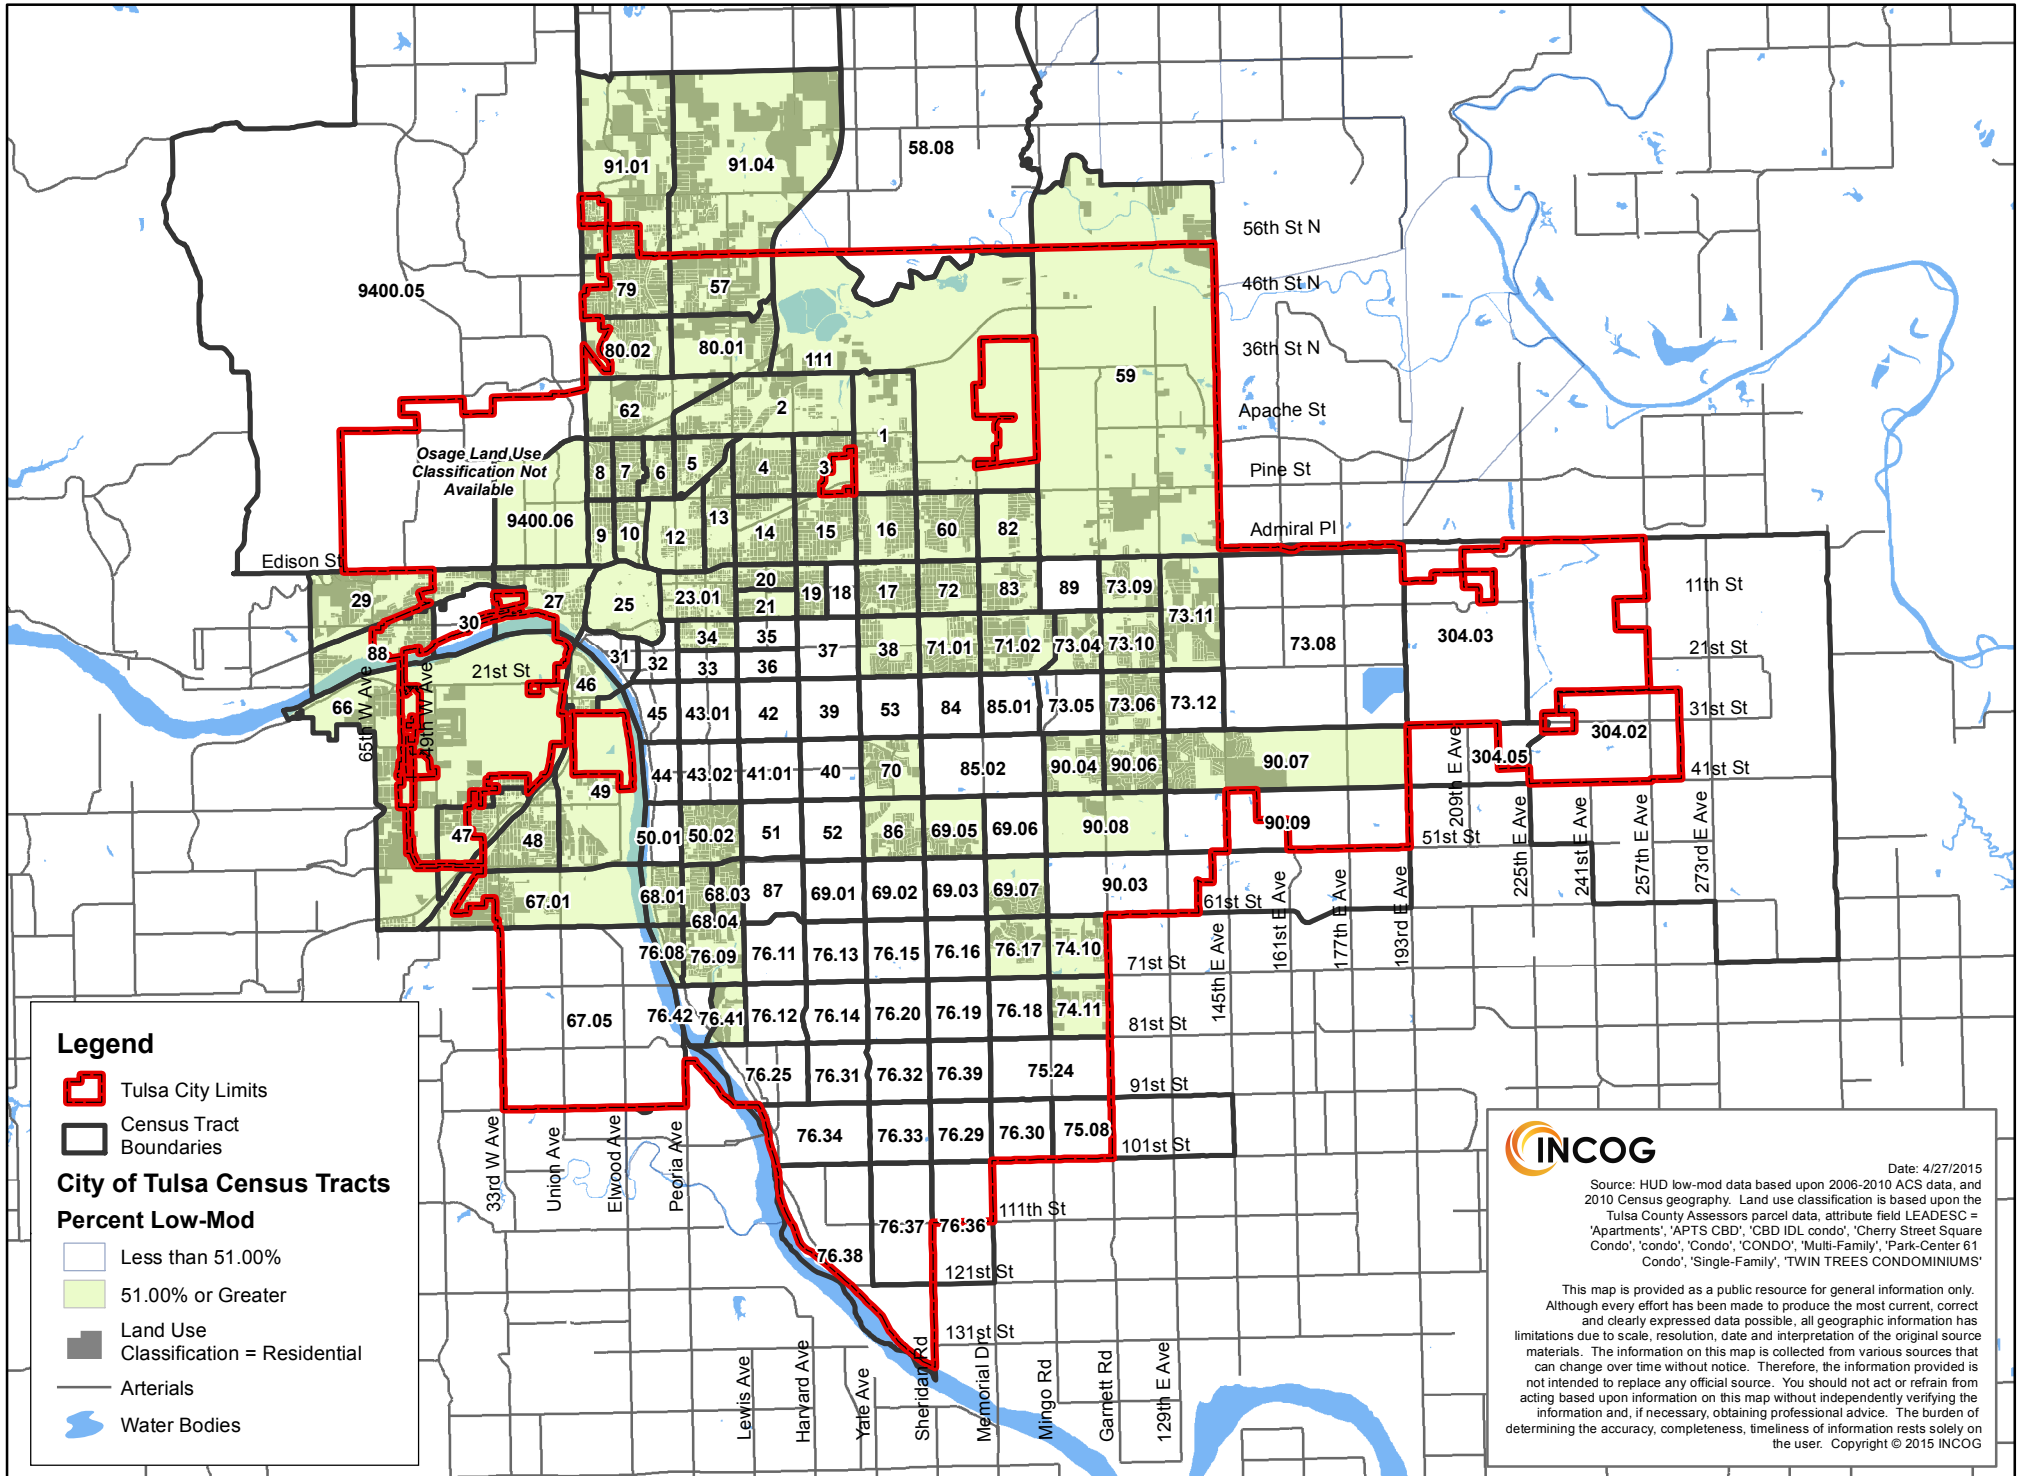 58.08
91.01
91.04
56th St N
9400.05
79
57
46th St N
80.02
80.01
111
36th St N
59
62
2
Apache St
1
Osage Land Use
Classification Not
Available
8
7
6
5
4
3
Pine St
9400.06
9
10
12
13
14
15
16
60
82
Admiral Pl
Edison St
29
30
27
25
23.01
20
21
19
18
17
72
83
89
73.09
73.11
11th St
88
31
32
34
35
33
36
37
38
71.01
71.02
73.04
73.10
73.08
304.03
21st St
21st St
46
66
65th W Ave
49th W Ave
45
43.01
42
39
53
84
85.01
73.05
73.06
73.12
31st St
304.02
304.05
44
43.02
41.01
40
70
85.02
90.04
90.06
90.07
41st St
49
47
48
50.01
50.02
51
52
86
69.05
69.06
90.08
90.09
51st St
209th E Ave
225th E Ave
241st E Ave
257th E Ave
273rd E Ave
67.01
68.01
68.03
68.04
87
69.01
69.02
69.03
69.07
90.03
61st St
145th E Ave
161st E Ave
177th E Ave
193rd E Ave
76.08
76.09
76.11
76.13
76.15
76.16
76.17
74.10
71st St
67.05
76.42
76.41
76.12
76.14
76.20
76.19
76.18
74.11
81st St
76.25
76.31
76.32
76.39
75.24
91st St
76.34
76.33
76.29
76.30
75.08
101st St
33rd W Ave
Union Ave
Elwood Ave
Peoria Ave
76.38
76.37
76.36
111th St
121st St
131st St
Lewis Ave
Harvard Ave
Yale Ave
Sheridan Rd
Memorial Dr
Mingo Rd
Garnett Rd
129th E Ave
Legend
Tulsa City Limits
Census Tract
Boundaries
City of Tulsa Census Tracts
Percent Low-Mod
Less than 51.00%
51.00% or Greater
Land Use
Classification = Residential
Arterials
Water Bodies
INCOG
Date: 4/27/2015
Source: HUD low-mod data based upon 2006-2010 ACS data, and
2010 Census geography. Land use classification is based upon the
Tulsa County Assessors parcel data, attribute field LEADESC =
'Apartments', 'APTS CBD', 'CBD IDL condo', 'Cherry Street Square
Condo', 'condo', 'Condo', 'CONDO', 'Multi-Family', 'Park-Center 61
Condo', 'Single-Family', 'TWIN TREES CONDOMINIUMS'
This map is provided as a public resource for general information only.
Although every effort has been made to produce the most current, correct
and clearly expressed data possible, all geographic information has
limitations due to scale, resolution, date and interpretation of the original source
materials. The information on this map is collected from various sources that
can change over time without notice. Therefore, the information provided is
not intended to replace any official source. You should not act or refrain from
acting based upon information on this map without independently verifying the
information and, if necessary, obtaining professional advice. The burden of
determining the accuracy, completeness, timeliness of information rests solely on
the user. Copyright © 2015 INCOG